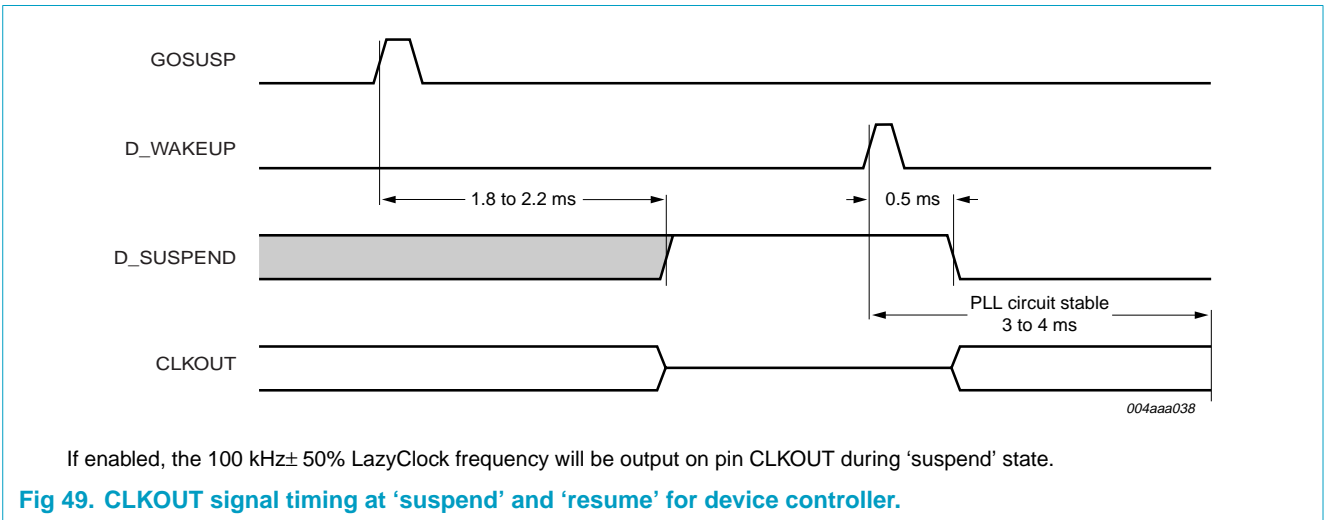 GOSUSP
D_WAKEUP
1.8 to 2.2 ms
0.5 ms
D_SUSPEND
PLL circuit stable
3 to 4 ms
CLKOUT
004aaa038
If enabled, the 100 kHz± 50% LazyClock frequency will be output on pin CLKOUT during ‘suspend’ state.
Fig 49. CLKOUT signal timing at ‘suspend’ and ‘resume’ for device controller.